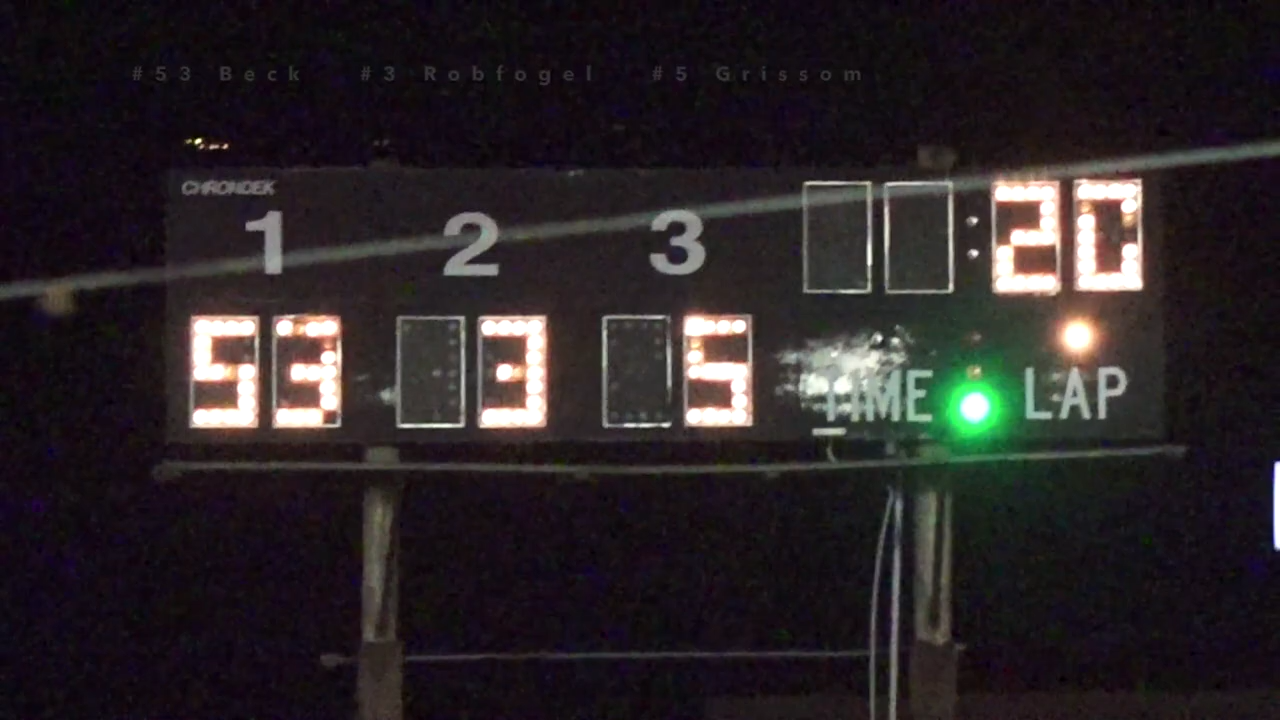 #53 Beck #3 Robfogel #5 Grissom
CHRONDEK
1 2 3 :20
53 3 5
TIME LAP